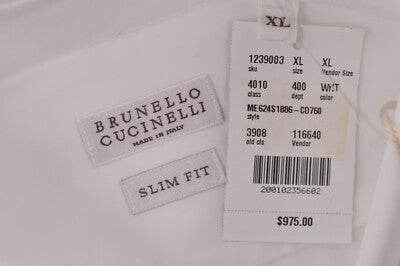 XL
BRUNELLO
CUCINELLI
MADE IN ITALY
SLIM FIT
1239003 XL XL
sku size Vendor Size
4010 400 WHT
class dept color
ME624S1886-CD760
style
3908 116640
old cls Vendor
200102356602
$975.00